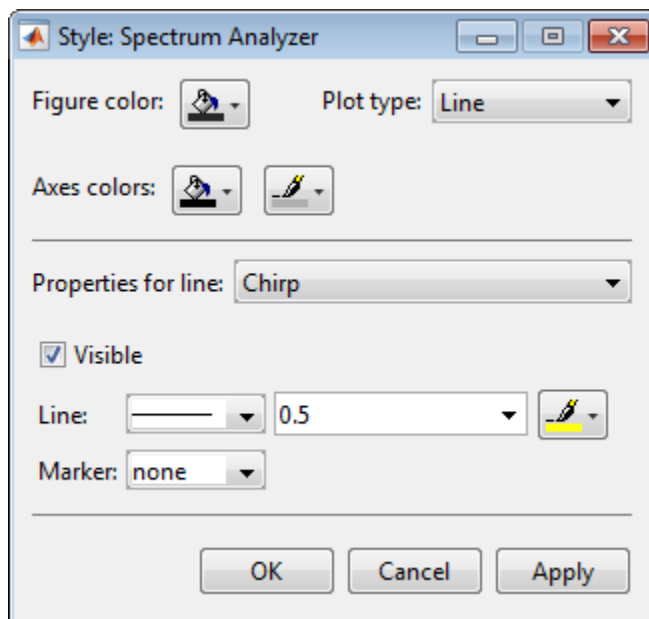 Style: Spectrum Analyzer
Figure color: Plot type: Line
Axes colors:
Properties for line: Chirp
Visible
Line: 0.5
Marker: none
OK Cancel Apply